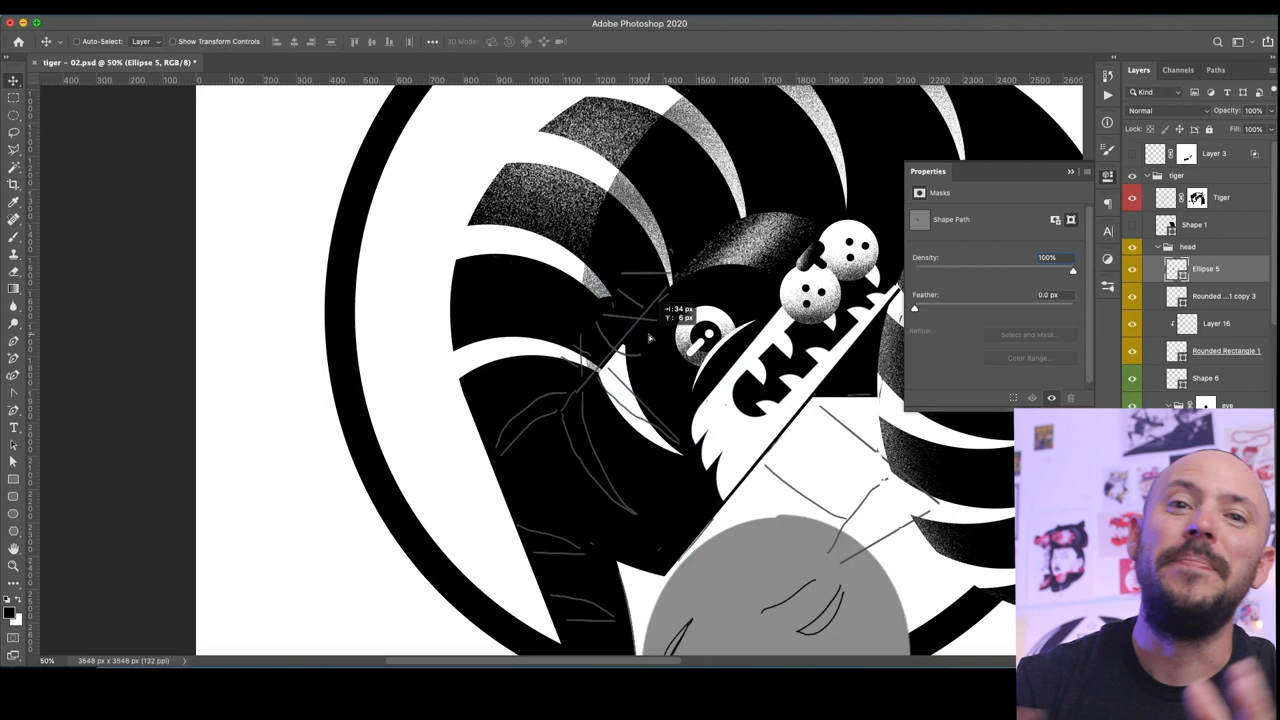 Adobe Photoshop 2020
Auto-Select: Layer Show Transform Controls 3D Mode:
tiger – 02.psd @ 50% (Ellipse 5, RGB/8) *
400 300 200 100 0 100 200 300 400 500 600 700 800 900 1000 1100 1200 1300 1400 1500 1600 1700 1800 1900 2000 2100 2200 2300 2400 2500 2600
Layers Channels Paths
Kind
Normal Opacity: 100%
Lock: Fill: 100%
Layer 3
tiger
Tiger
Shape 1
head
Ellipse 5
Rounded ...1 copy 3
Layer 16
Rounded Rectangle 1
Shape 6
eye
Properties
Masks
Shape Path
Density: 100%
Feather: 0.0 px
Refine: Select and Mask...
Color Range...
34 px
6 px
50% 3548 px x 3548 px (132 ppi)